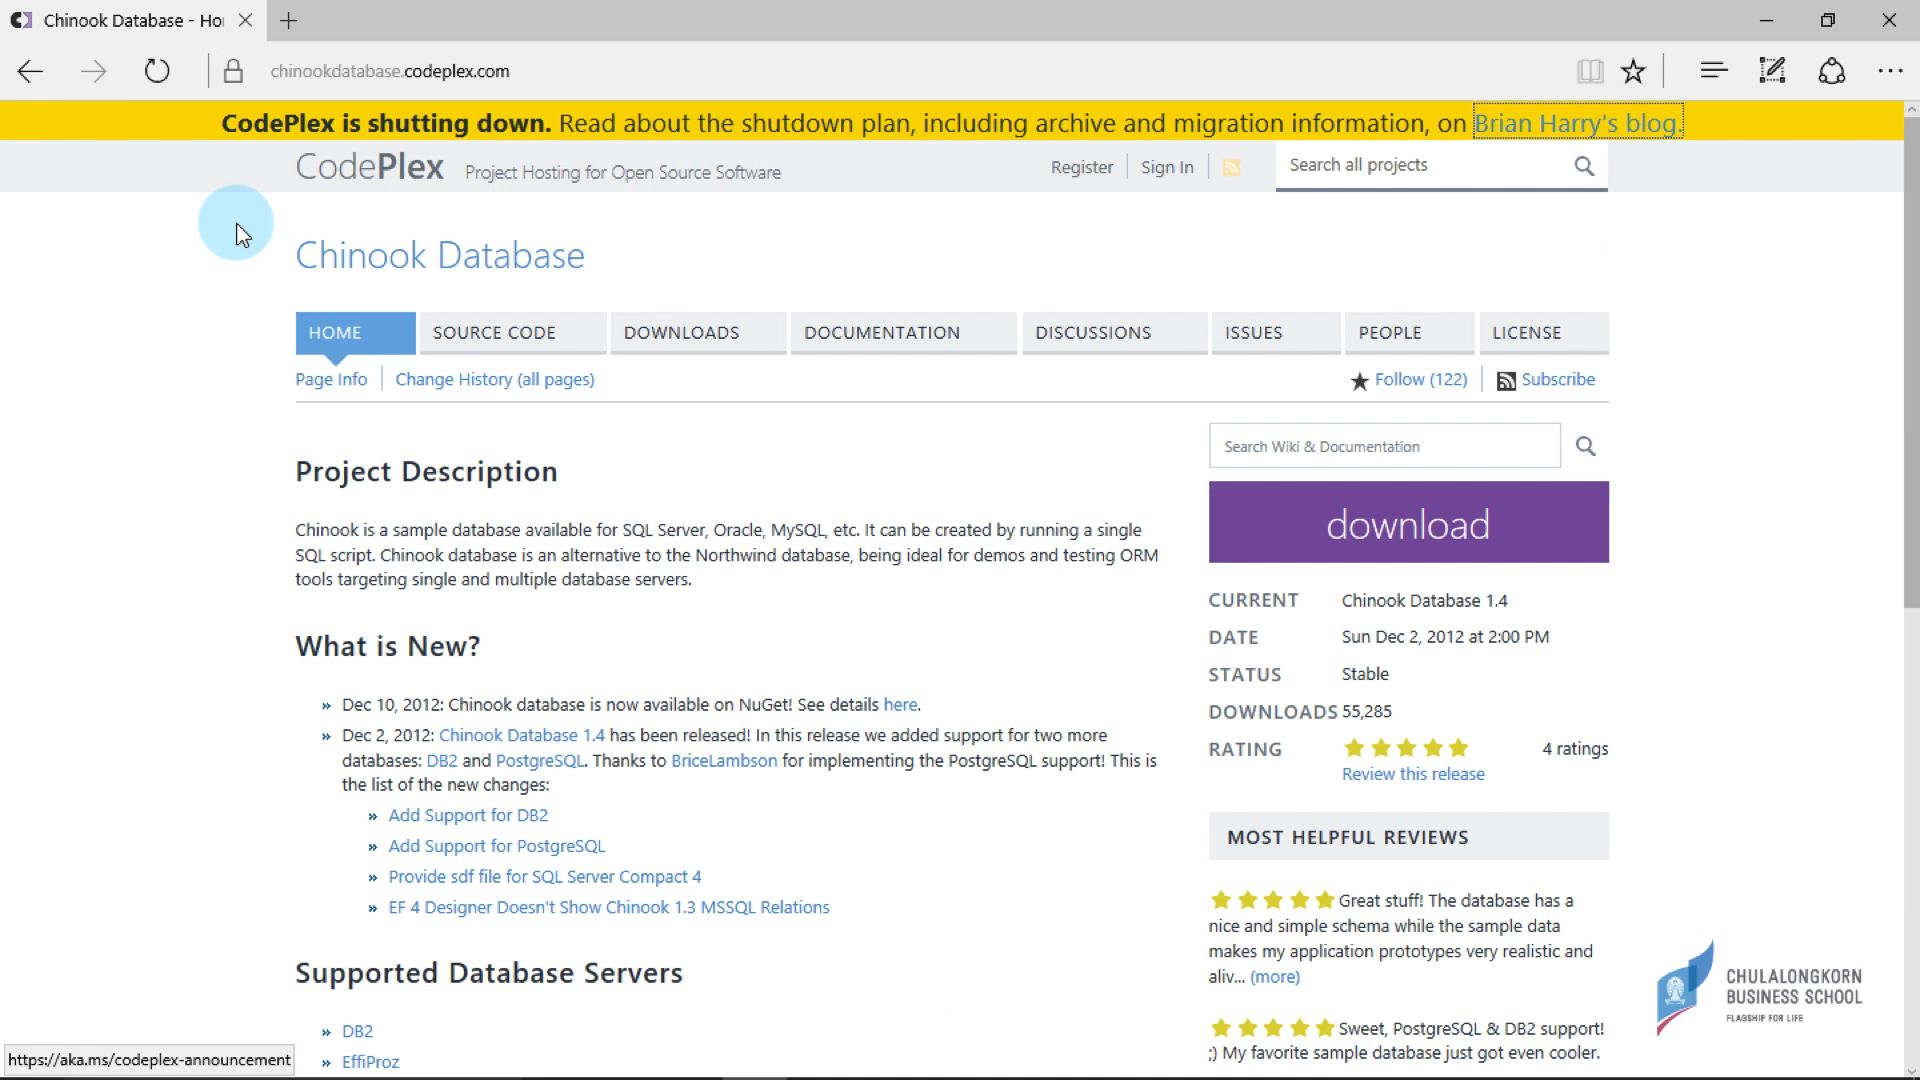 Chinook Database - Ho
chinookdatabase.codeplex.com
CodePlex is shutting down. Read about the shutdown plan, including archive and migration information, on Brian Harry's blog.
CodePlex Project Hosting for Open Source Software
Register Sign In
Search all projects
Chinook Database
HOME SOURCE CODE DOWNLOADS DOCUMENTATION DISCUSSIONS ISSUES PEOPLE LICENSE
Page Info Change History (all pages)
Follow (122) Subscribe
Project Description
Chinook is a sample database available for SQL Server, Oracle, MySQL, etc. It can be created by running a single
SQL script. Chinook database is an alternative to the Northwind database, being ideal for demos and testing ORM
tools targeting single and multiple database servers.
What is New?
» Dec 10, 2012: Chinook database is now available on NuGet! See details here.
» Dec 2, 2012: Chinook Database 1.4 has been released! In this release we added support for two more
databases: DB2 and PostgreSQL. Thanks to BriceLambson for implementing the PostgreSQL support! This is
the list of the new changes:
» Add Support for DB2
» Add Support for PostgreSQL
» Provide sdf file for SQL Server Compact 4
» EF 4 Designer Doesn't Show Chinook 1.3 MSSQL Relations
Supported Database Servers
» DB2
» EffiProz
Search Wiki & Documentation
download
CURRENT Chinook Database 1.4
DATE Sun Dec 2, 2012 at 2:00 PM
STATUS Stable
DOWNLOADS 55,285
RATING 4 ratings
Review this release
MOST HELPFUL REVIEWS
Great stuff! The database has a
nice and simple schema while the sample data
makes my application prototypes very realistic and
aliv... (more)
Sweet, PostgreSQL & DB2 support!
;) My favorite sample database just got even cooler.
CHULALONGKORN
BUSINESS SCHOOL
FLAGSHIP FOR LIFE
https://aka.ms/codeplex-announcement